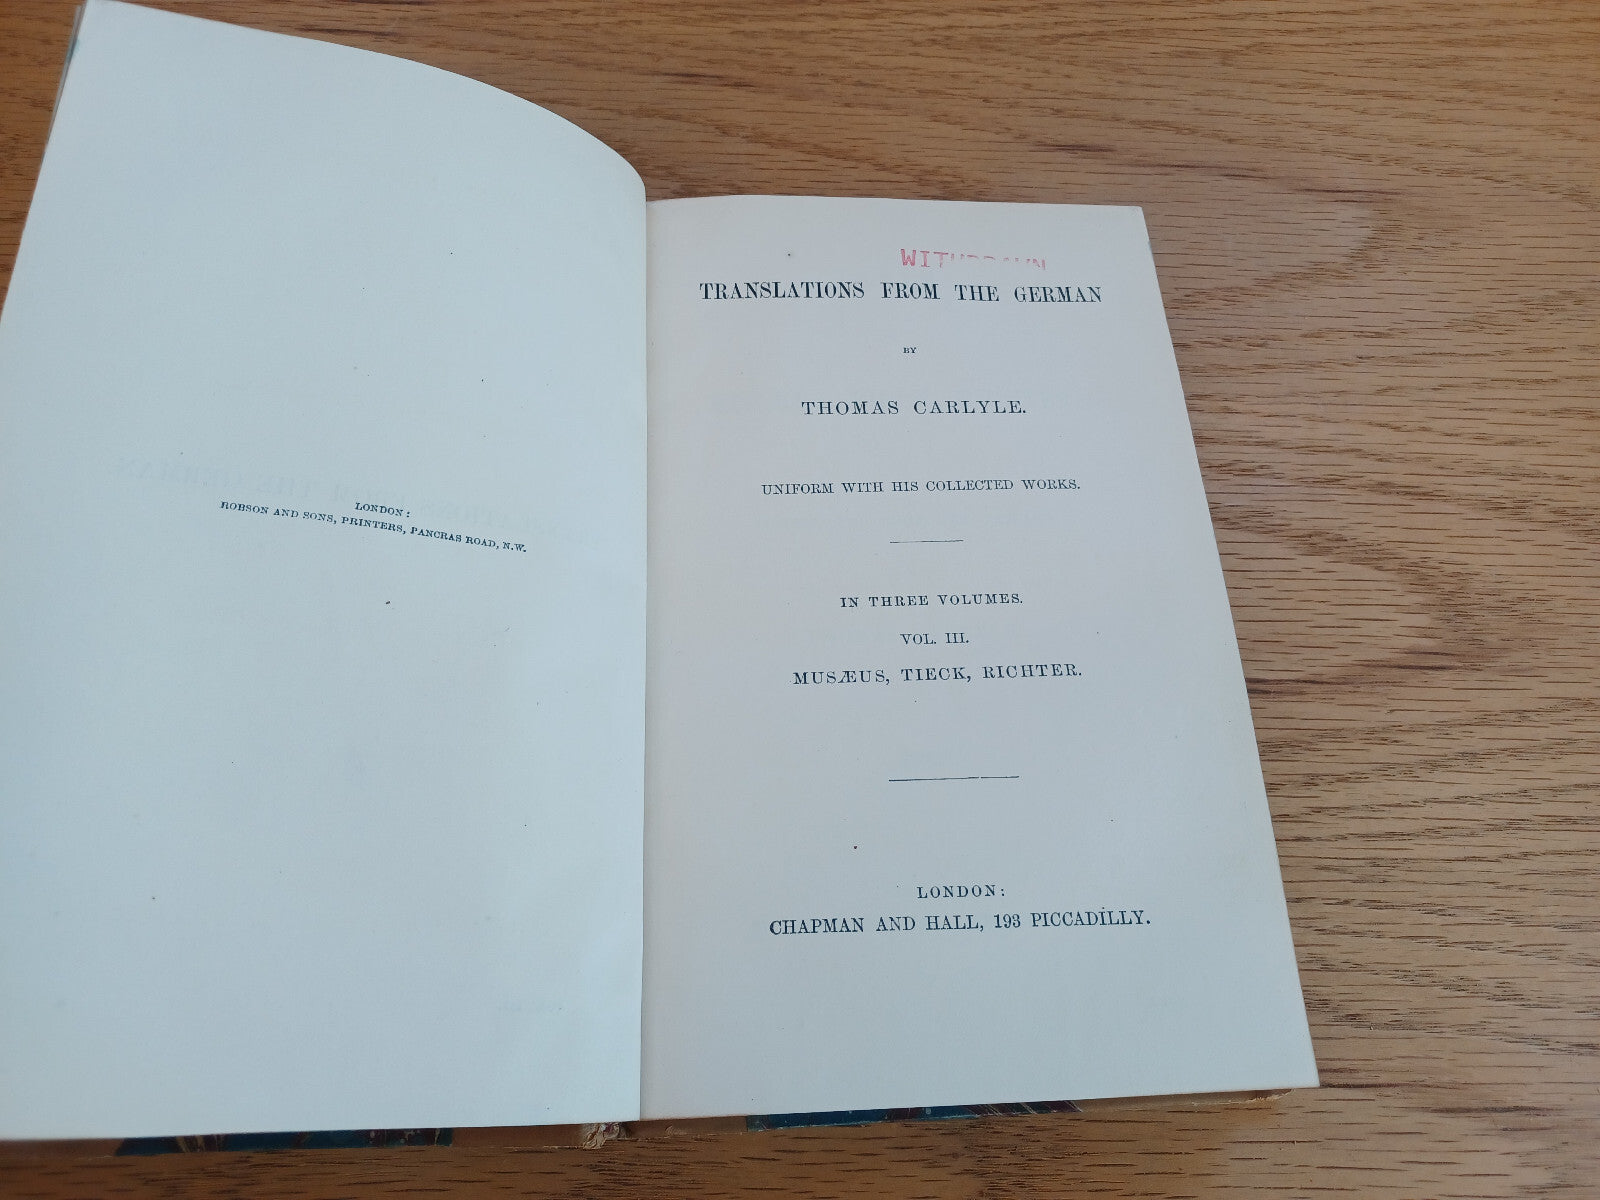 LONDON:
ROBSON AND SONS, PRINTERS, PANCRAS ROAD, N.W.
WITHDRAWN
TRANSLATIONS FROM THE GERMAN
BY
THOMAS CARLYLE.
UNIFORM WITH HIS COLLECTED WORKS.
IN THREE VOLUMES.
VOL. III.
MUSÆUS, TIECK, RICHTER.
LONDON:
CHAPMAN AND HALL, 193 PICCADILLY.